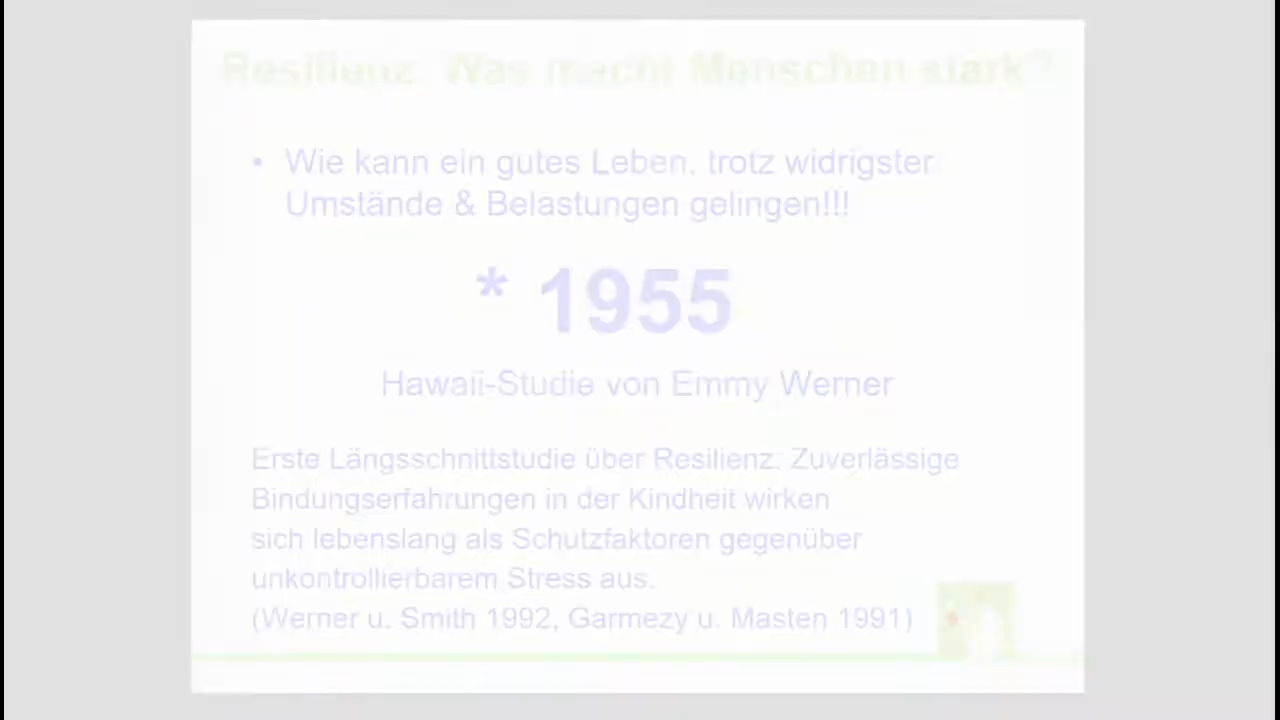 Resilienz. Was macht Menschen stark?
• Wie kann ein gutes Leben, trotz widrigster
Umstände & Belastungen gelingen!!!
* 1955
Hawaii-Studie von Emmy Werner
Erste Längsschnittstudie über Resilienz: Zuverlässige
Bindungserfahrungen in der Kindheit wirken
sich lebenslang als Schutzfaktoren gegenüber
unkontrollierbarem Stress aus.
(Werner u. Smith 1992, Garmezy u. Masten 1991)